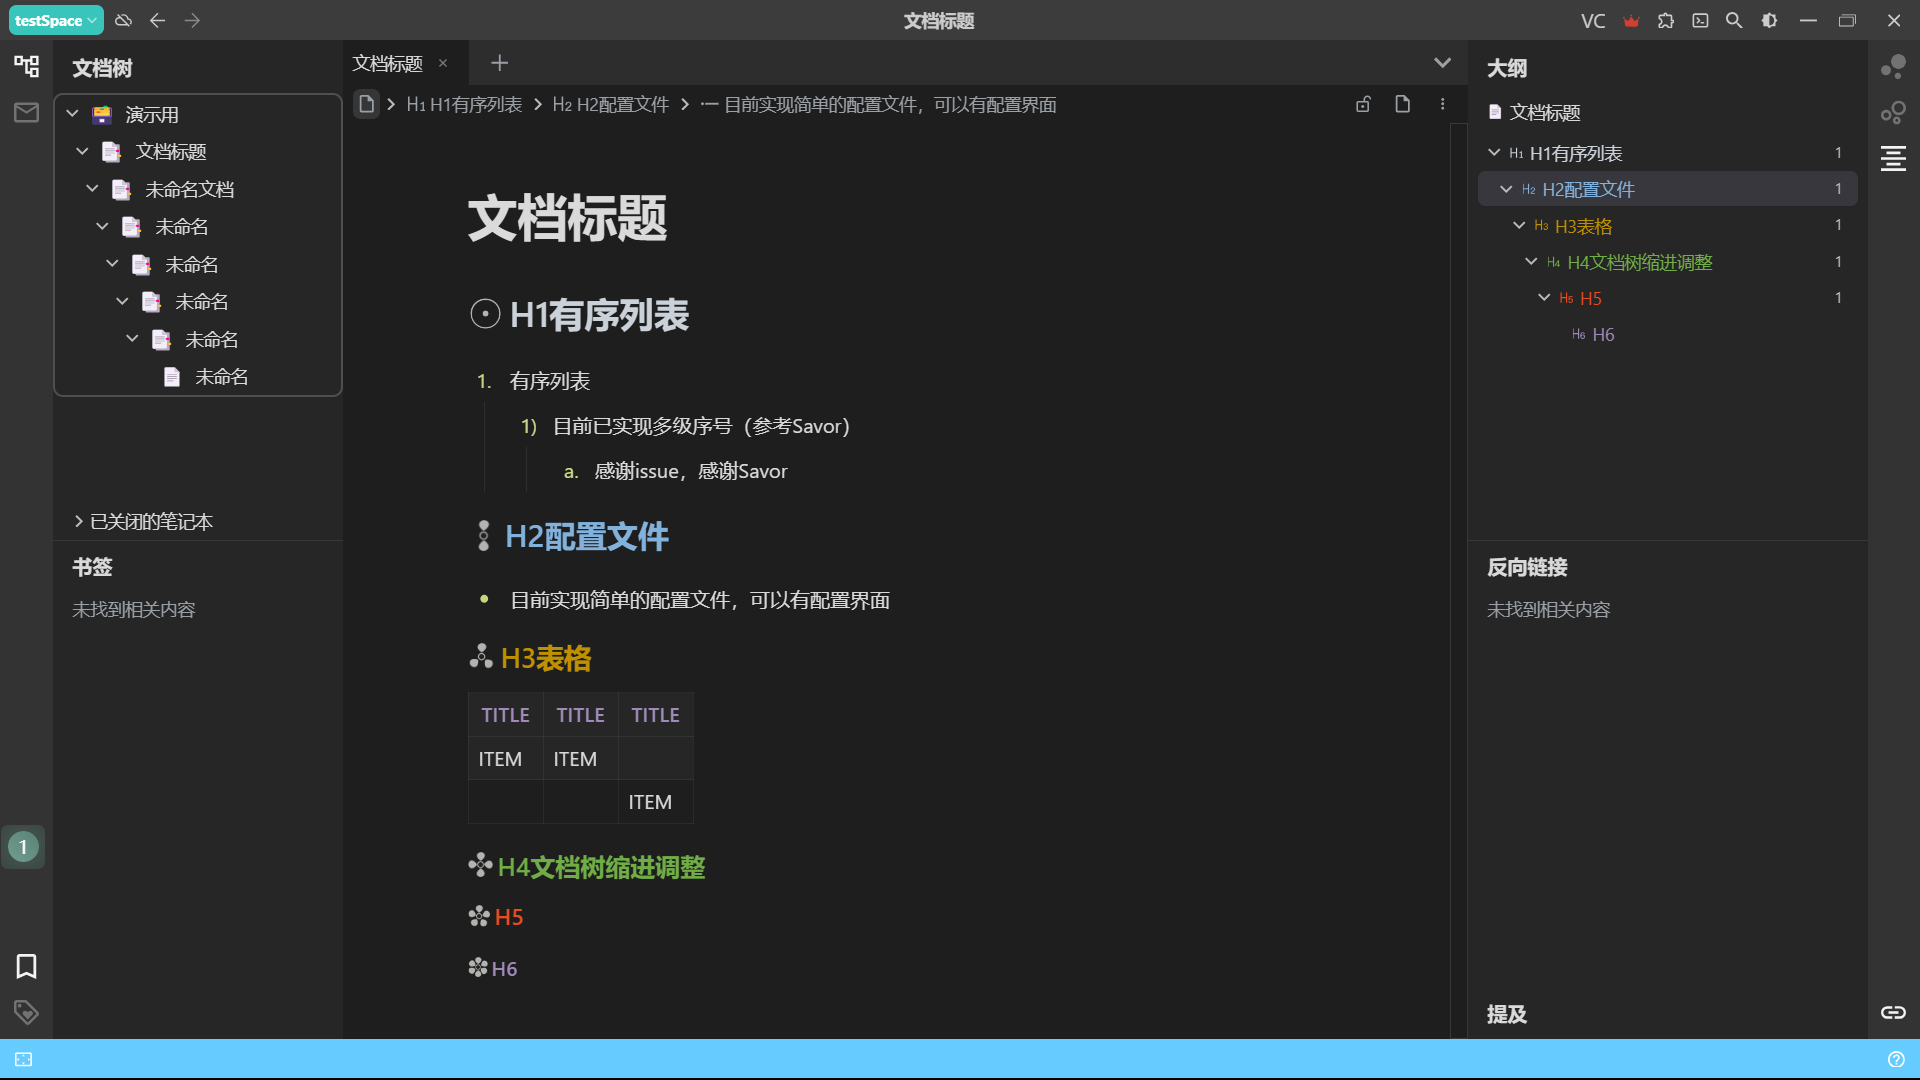 testSpace
文档标题
VC
文档树
演示用
文档标题
未命名文档
未命名
未命名
未命名
未命名
未命名
已关闭的笔记本
书签
未找到相关内容
1
文档标题
H1 H1有序列表
H2 H2配置文件
目前实现简单的配置文件，可以有配置界面
文档标题
H1有序列表
1. 有序列表
1) 目前已实现多级序号（参考Savor）
a. 感谢issue，感谢Savor
H2配置文件
• 目前实现简单的配置文件，可以有配置界面
H3表格
TITLE TITLE TITLE
ITEM ITEM
ITEM
H4文档树缩进调整
H5
H6
大纲
文档标题
H1 H1有序列表 1
H2 H2配置文件 1
H3 H3表格 1
H4 H4文档树缩进调整 1
H5 H5 1
H6 H6
反向链接
未找到相关内容
提及